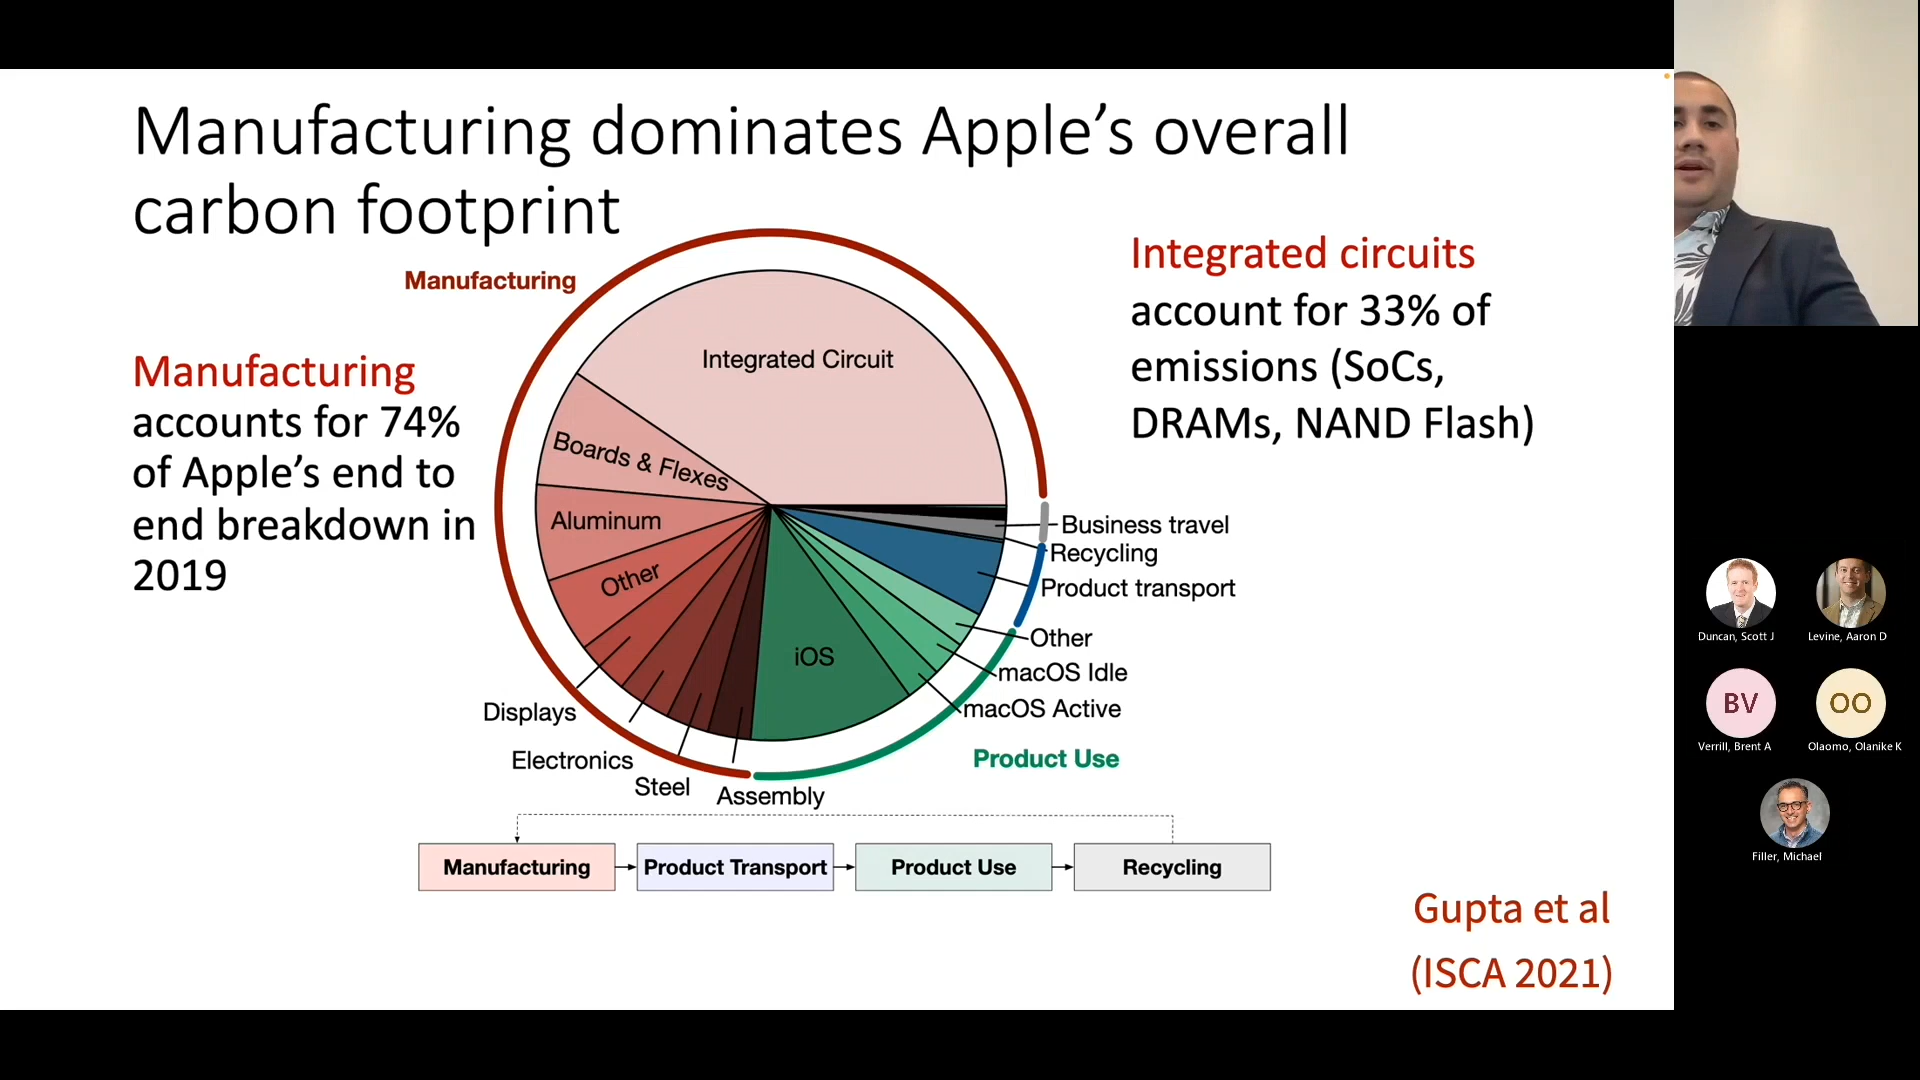 Manufacturing dominates Apple's overall
carbon footprint
Manufacturing
accounts for 74%
of Apple's end to
end breakdown in
2019
Integrated circuits
account for 33% of
emissions (SoCs,
DRAMs, NAND Flash)
Manufacturing
Integrated Circuit
Boards & Flexes
Aluminum
Other
Displays
Electronics
Steel
Assembly
iOS
Business travel
Recycling
Product transport
Other
macOS Idle
macOS Active
Product Use
Manufacturing
Product Transport
Product Use
Recycling
Gupta et al
(ISCA 2021)
Duncan, Scott J
Levine, Aaron D
BV
OO
Verrill, Brent A
Olaomo, Olanike K
Filler, Michael